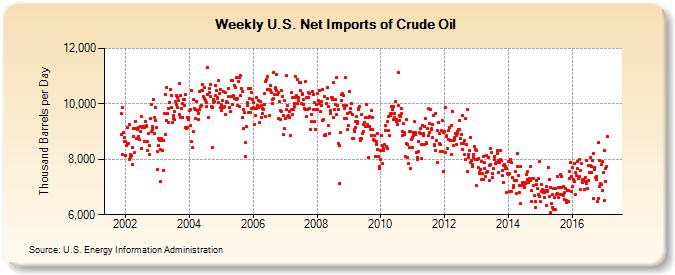 Weekly U.S. Net Imports of Crude Oil
Thousand Barrels per Day
12,000
10,000
8,000
6,000
2002 2004 2006 2008 2010 2012 2014 2016
Source: U.S. Energy Information Administration